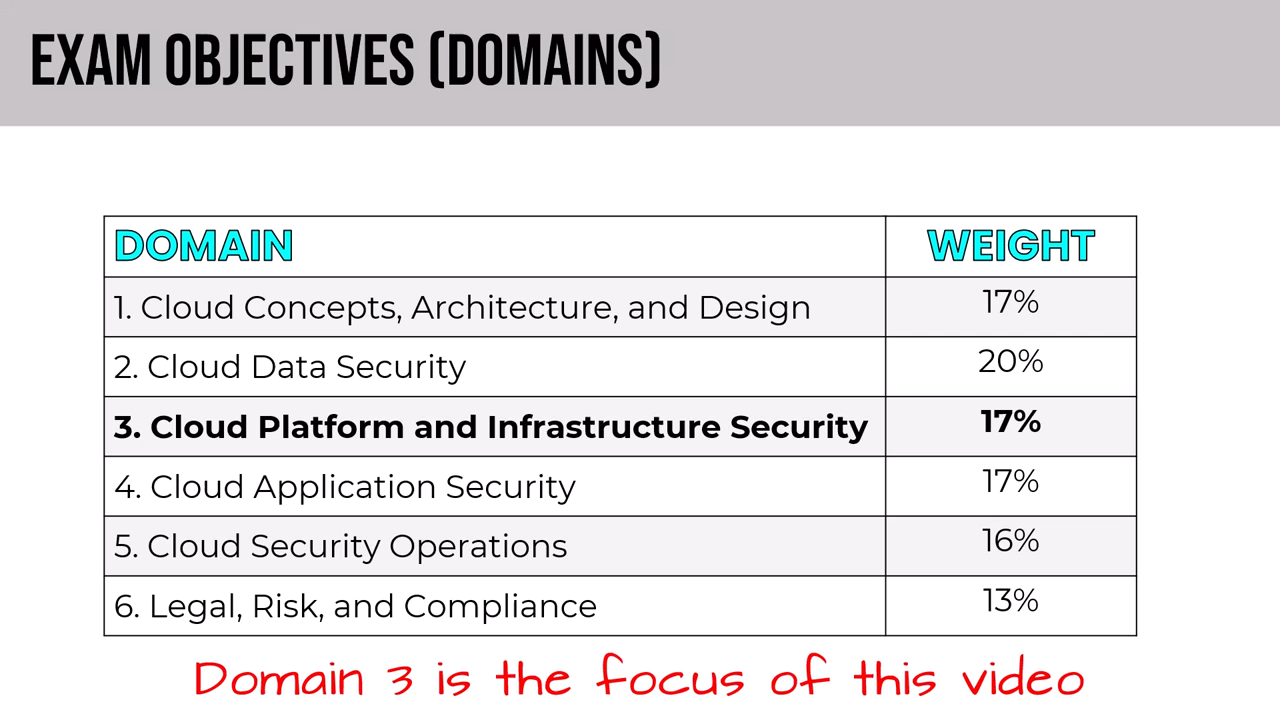 EXAM OBJECTIVES (DOMAINS)
DOMAIN WEIGHT
1. Cloud Concepts, Architecture, and Design 17%
2. Cloud Data Security 20%
3. Cloud Platform and Infrastructure Security 17%
4. Cloud Application Security 17%
5. Cloud Security Operations 16%
6. Legal, Risk, and Compliance 13%
Domain 3 is the focus of this video